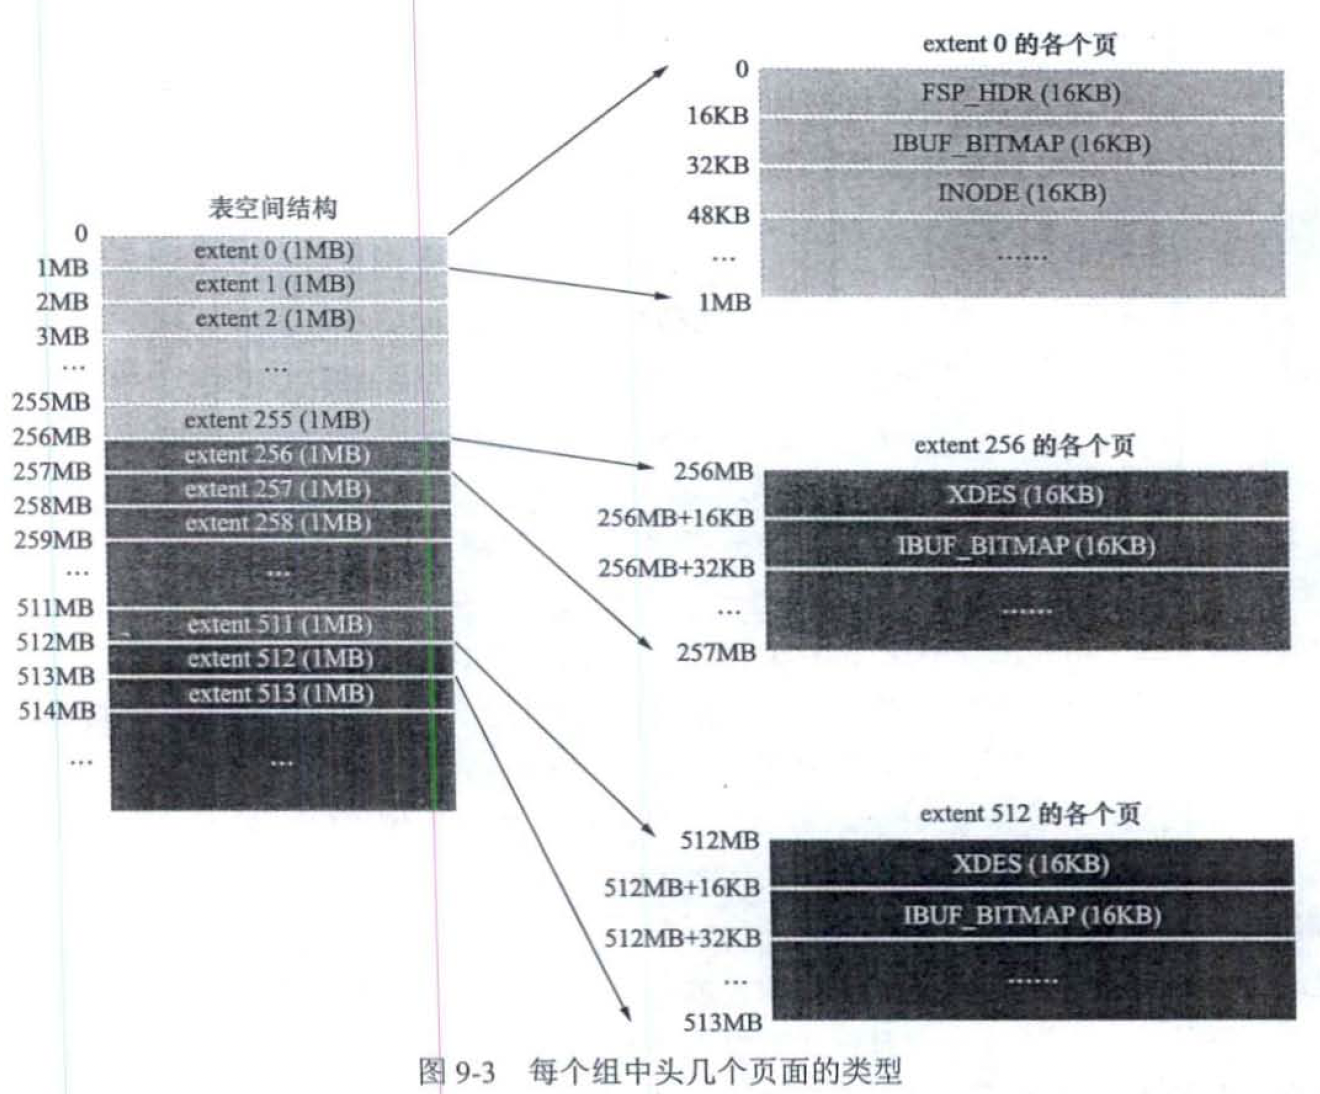 表空间结构
0
extent 0 (1MB)
1MB
extent 1 (1MB)
2MB
extent 2 (1MB)
3MB
...
...
255MB
extent 255 (1MB)
256MB
extent 256 (1MB)
257MB
extent 257 (1MB)
258MB
extent 258 (1MB)
259MB
...
...
511MB
extent 511 (1MB)
512MB
extent 512 (1MB)
513MB
extent 513 (1MB)
514MB
...
...
extent 0 的各个页
0
FSP_HDR (16KB)
16KB
IBUF_BITMAP (16KB)
32KB
INODE (16KB)
48KB
...
......
1MB
extent 256 的各个页
256MB
XDES (16KB)
256MB+16KB
IBUF_BITMAP (16KB)
256MB+32KB
...
......
257MB
extent 512 的各个页
512MB
XDES (16KB)
512MB+16KB
IBUF_BITMAP (16KB)
512MB+32KB
...
......
513MB
图 9-3 每个组中头几个页面的类型